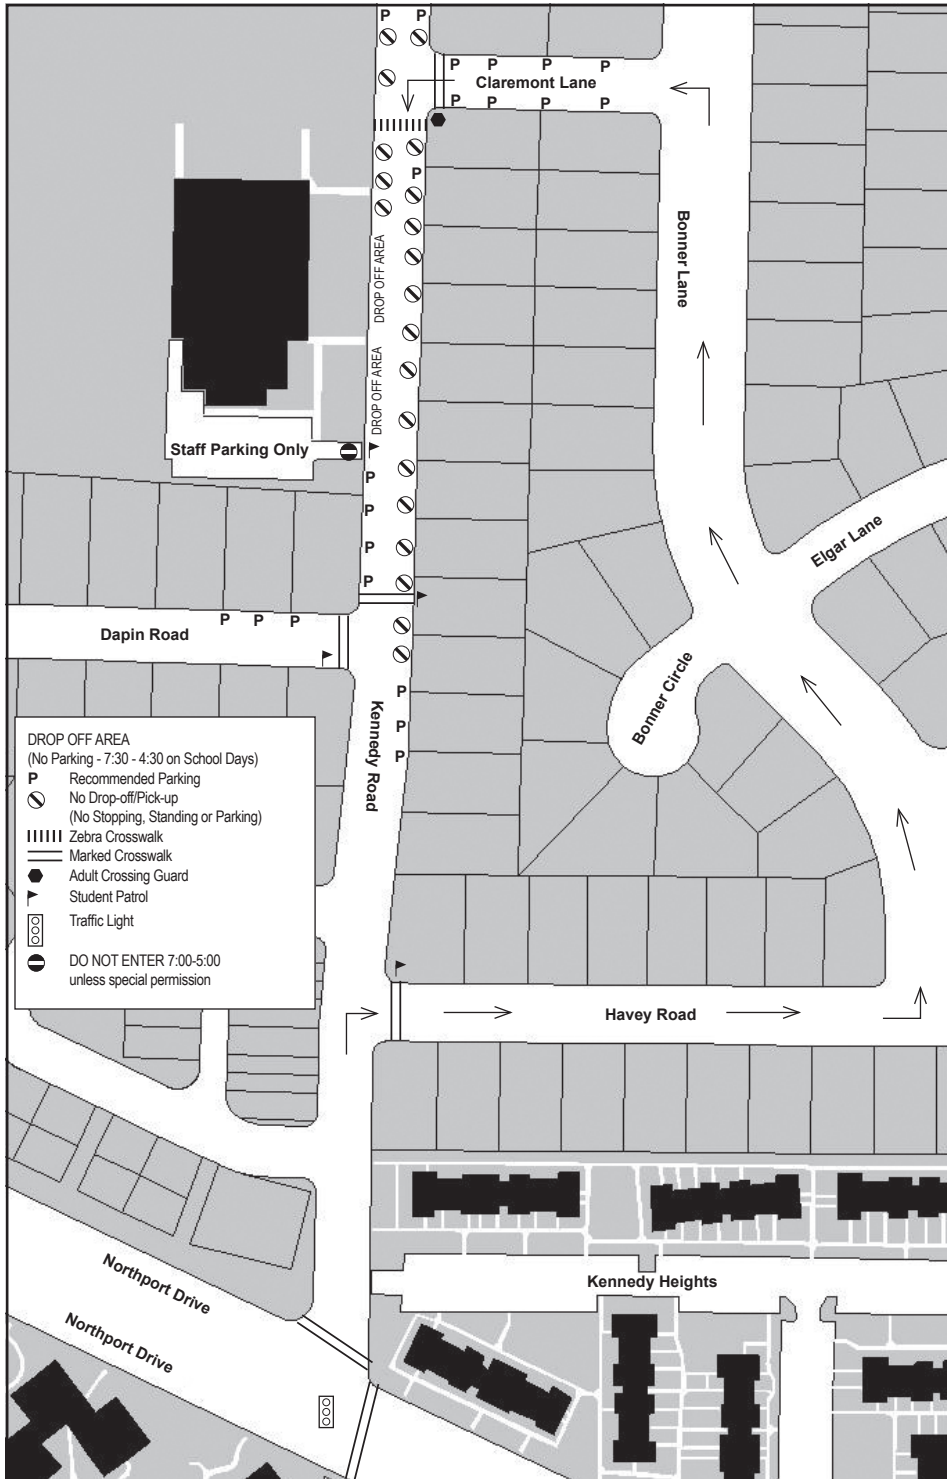 P P
P P P P
Claremont Lane
P P P P
P
Bonner Lane
DROP OFF AREA
DROP OFF AREA
Staff Parking Only
P
P
P
P
Elgar Lane
P P P
Dapin Road
Bonner Circle
P
P
P
Kennedy Road
DROP OFF AREA
(No Parking - 7:30 - 4:30 on School Days)
P Recommended Parking
No Drop-off/Pick-up
(No Stopping, Standing or Parking)
Zebra Crosswalk
Marked Crosswalk
Adult Crossing Guard
Student Patrol
Traffic Light
DO NOT ENTER 7:00-5:00
unless special permission
Havey Road
Kennedy Heights
Northport Drive
Northport Drive